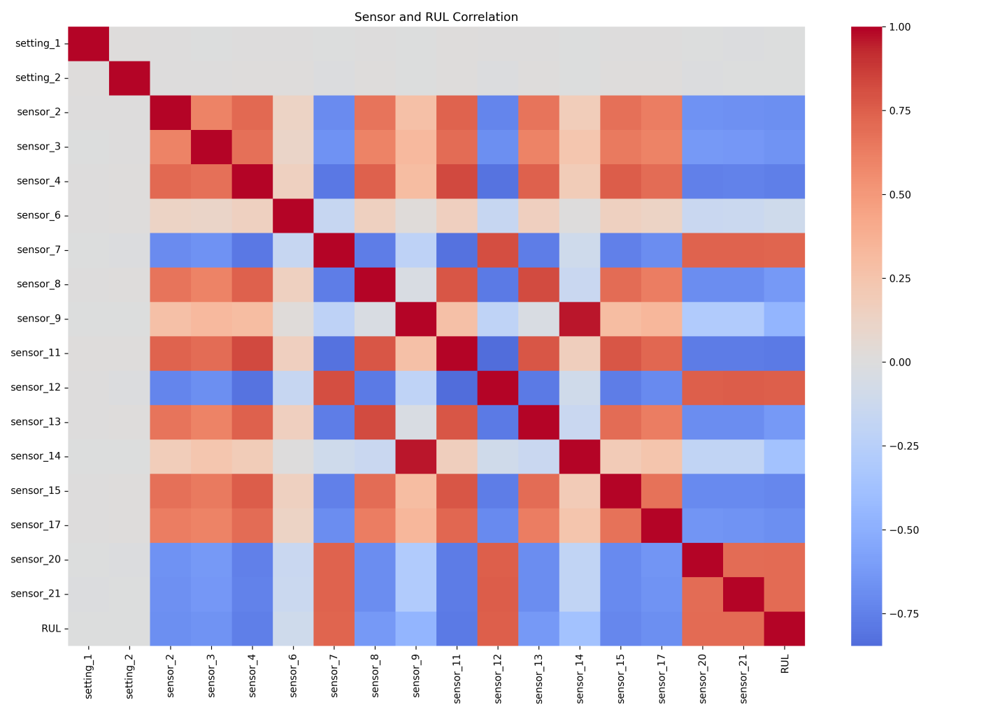 Sensor and RUL Correlation
setting_1
setting_2
sensor_2
sensor_3
sensor_4
sensor_6
sensor_7
sensor_8
sensor_9
sensor_11
sensor_12
sensor_13
sensor_14
sensor_15
sensor_17
sensor_20
sensor_21
RUL
setting_1
setting_2
sensor_2
sensor_3
sensor_4
sensor_6
sensor_7
sensor_8
sensor_9
sensor_11
sensor_12
sensor_13
sensor_14
sensor_15
sensor_17
sensor_20
sensor_21
RUL
1.00
0.75
0.50
0.25
0.00
−0.25
−0.50
−0.75